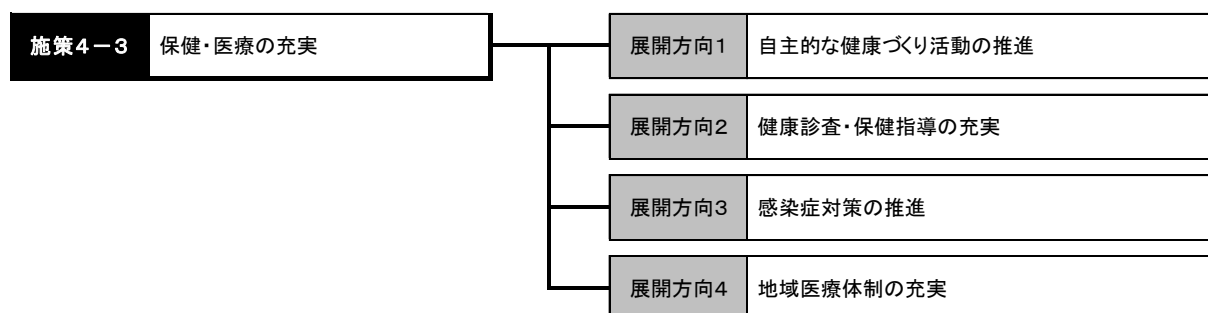 施策4－3 保健・医療の充実
展開方向1 自主的な健康づくり活動の推進
展開方向2 健康診査・保健指導の充実
展開方向3 感染症対策の推進
展開方向4 地域医療体制の充実